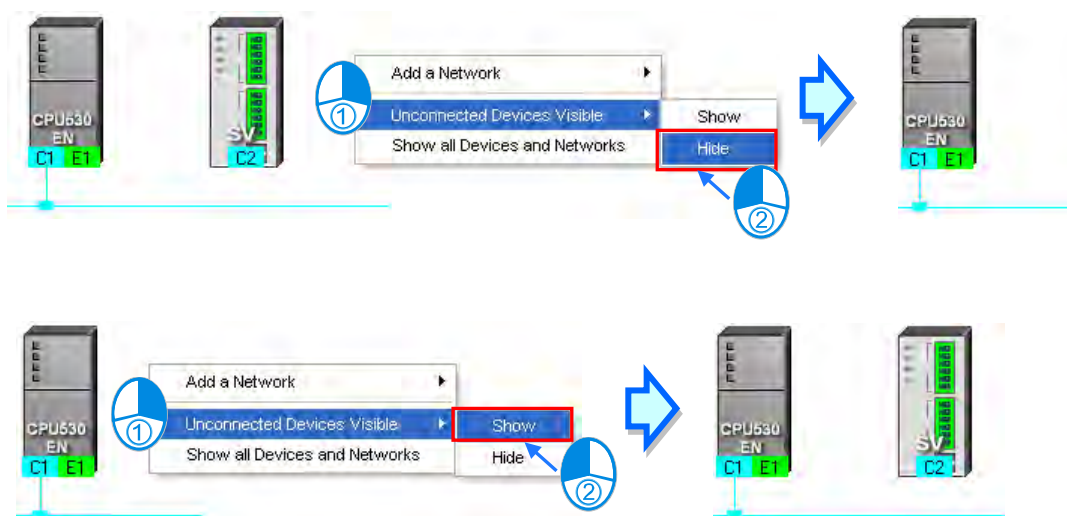 CPU530
EN
C1 E1
SV
C2
①
Add a Network
Unconnected Devices Visible
Show all Devices and Networks
Show
Hide
②
CPU530
EN
C1 E1
CPU530
EN
C1 E1
①
Add a Network
Unconnected Devices Visible
Show all Devices and Networks
Show
Hide
②
CPU530
EN
C1 E1
SV
C2